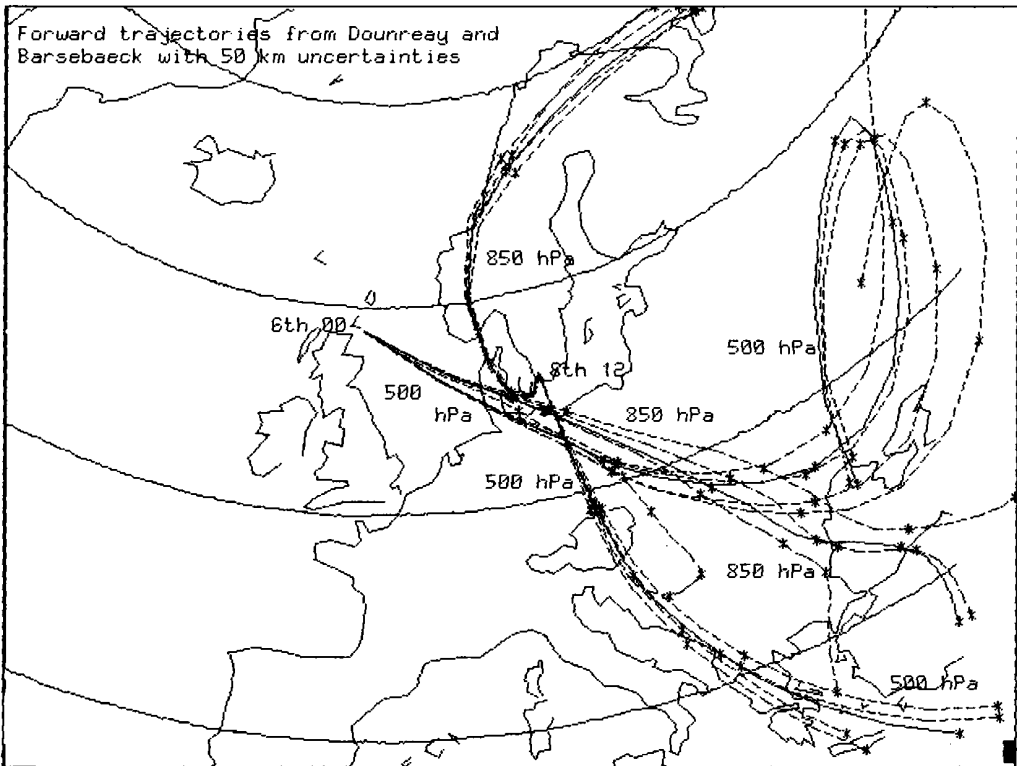 Forward trajectories from Dounreay and
Barsebaeck with 50 km uncertainties
850 hPa
6th 00
500 hPa
8th 12
500
hPa
850 hPa
500 hPa
850 hPa
500 hPa